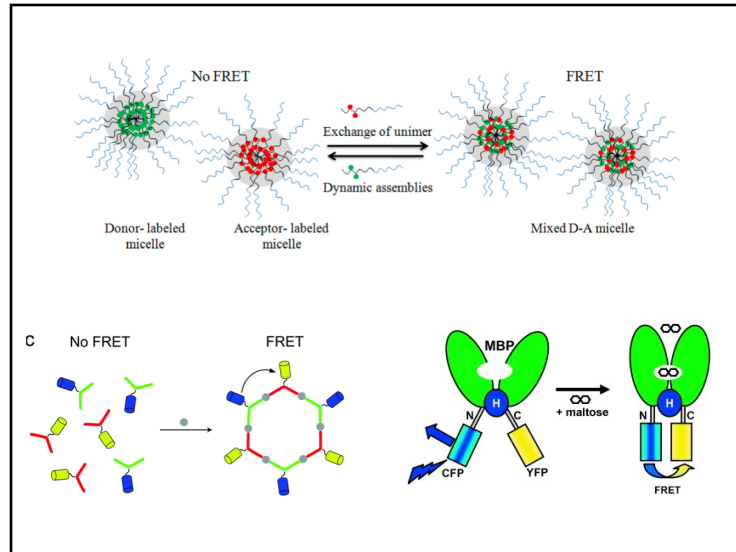 No FRET
FRET
Exchange of unimer
Dynamic assemblies
Donor- labeled
micelle
Acceptor- labeled
micelle
Mixed D-A micelle
C
No FRET
FRET
MBP
H
N
C
CFP
YFP
+ maltose
H
N
C
FRET